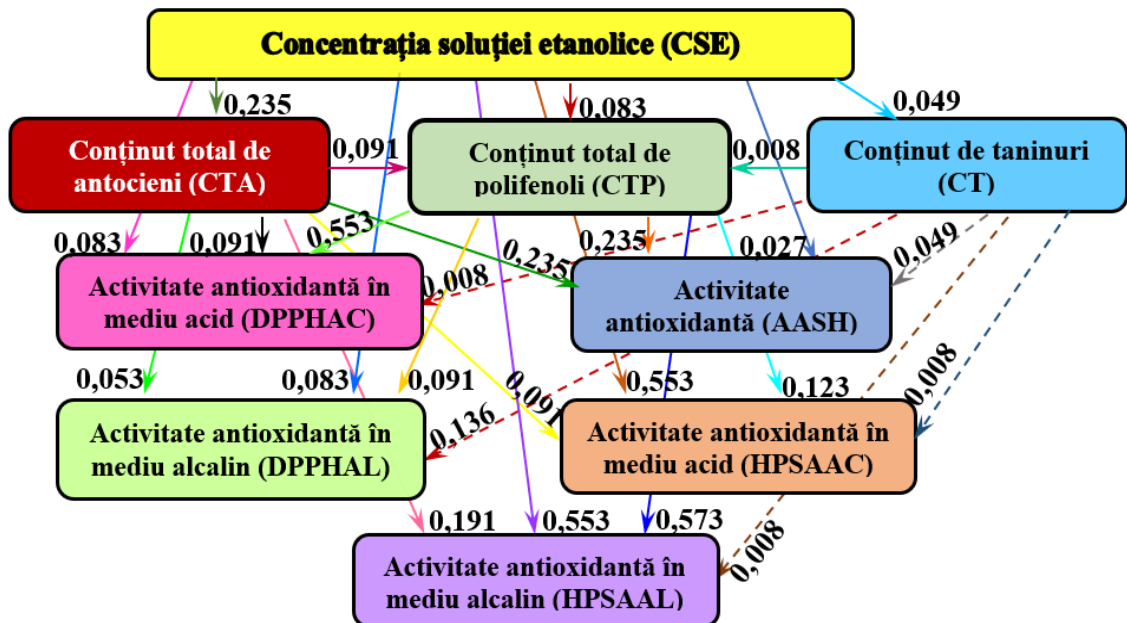 Concentrația soluției etanolice (CSE)
0,235
0,083
0,049
Conținut total de
antocieni (CTA)
0,091
Conținut total de
polifenoli (CTP)
0,008
Conținut de taninuri
(CT)
0,083
0,091
0,553
0,235
0,235
0,027
0,049
0,008
Activitate antioxidantă în
mediu acid (DPPHAC)
Activitate
antioxidantă (AASH)
0,053
0,083
0,091
0,136
0,091
0,553
0,123
0,008
Activitate antioxidantă în
mediu alcalin (DPPHAL)
Activitate antioxidantă în
mediu acid (HPSAAC)
0,191
0,553
0,573
0,008
Activitate antioxidantă în
mediu alcalin (HPSAAL)